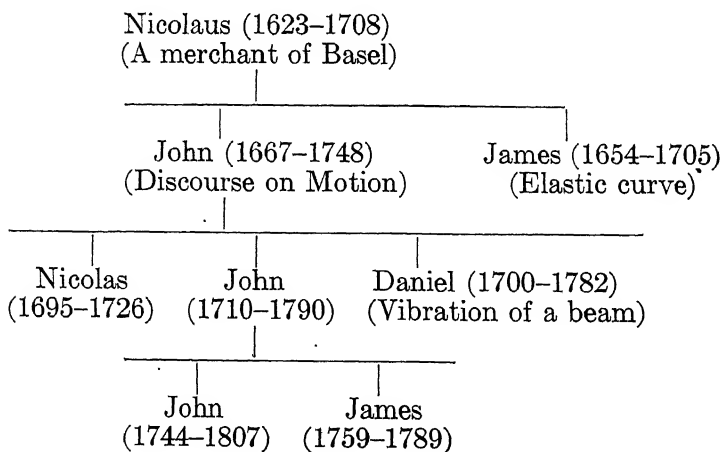 Nicolaus (1623–1708)
(A merchant of Basel)
John (1667–1748)
(Discourse on Motion)
James (1654–1705)
(Elastic curve)
Nicolas
(1695–1726)
John
(1710–1790)
Daniel (1700–1782)
(Vibration of a beam)
John
(1744–1807)
James
(1759–1789)